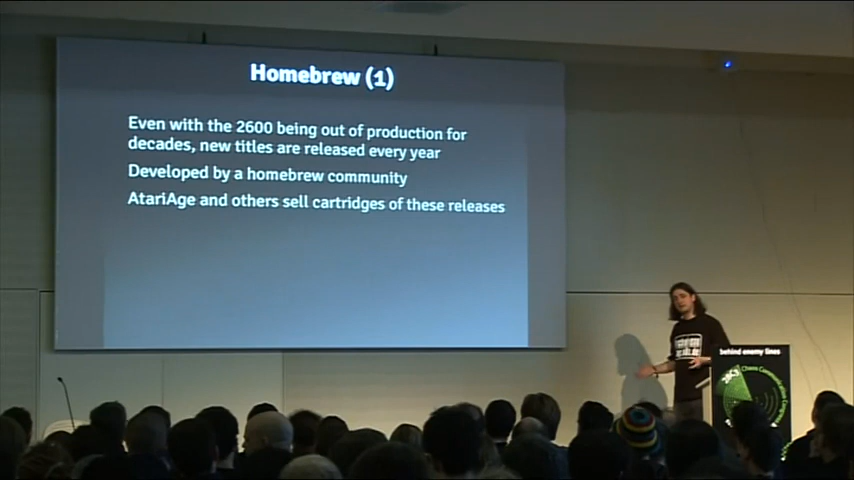 Homebrew (1)
Even with the 2600 being out of production for
decades, new titles are released every year
Developed by a homebrew community
AtariAge and others sell cartridges of these releases
behind enemy lines